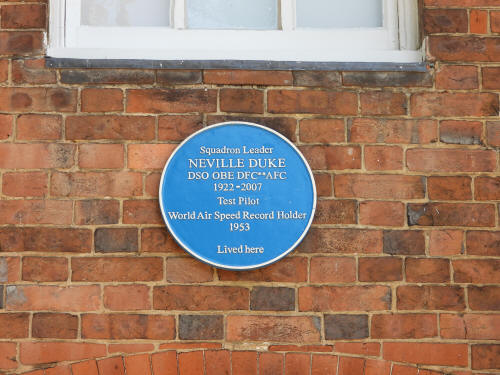 Squadron Leader
NEVILLE DUKE
DSO OBE DFC**AFC
1922-2007
Test Pilot
World Air Speed Record Holder
1953
Lived here